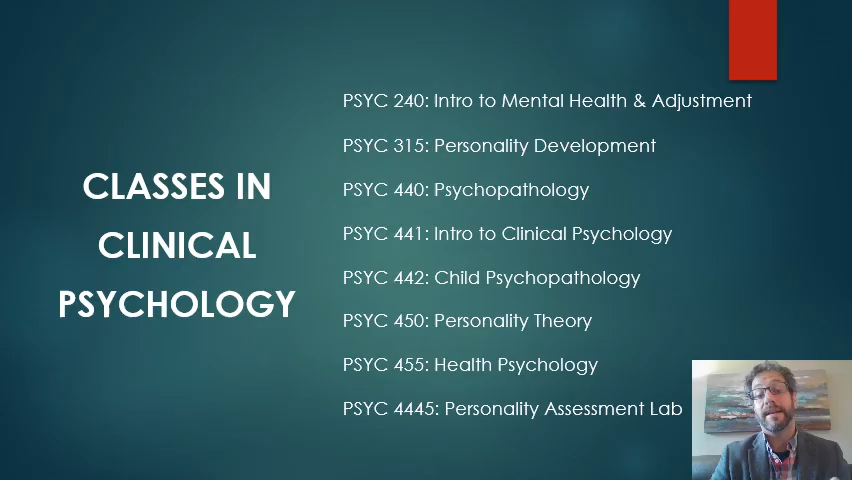 CLASSES IN
CLINICAL
PSYCHOLOGY
PSYC 240: Intro to Mental Health & Adjustment
PSYC 315: Personality Development
PSYC 440: Psychopathology
PSYC 441: Intro to Clinical Psychology
PSYC 442: Child Psychopathology
PSYC 450: Personality Theory
PSYC 455: Health Psychology
PSYC 4445: Personality Assessment Lab